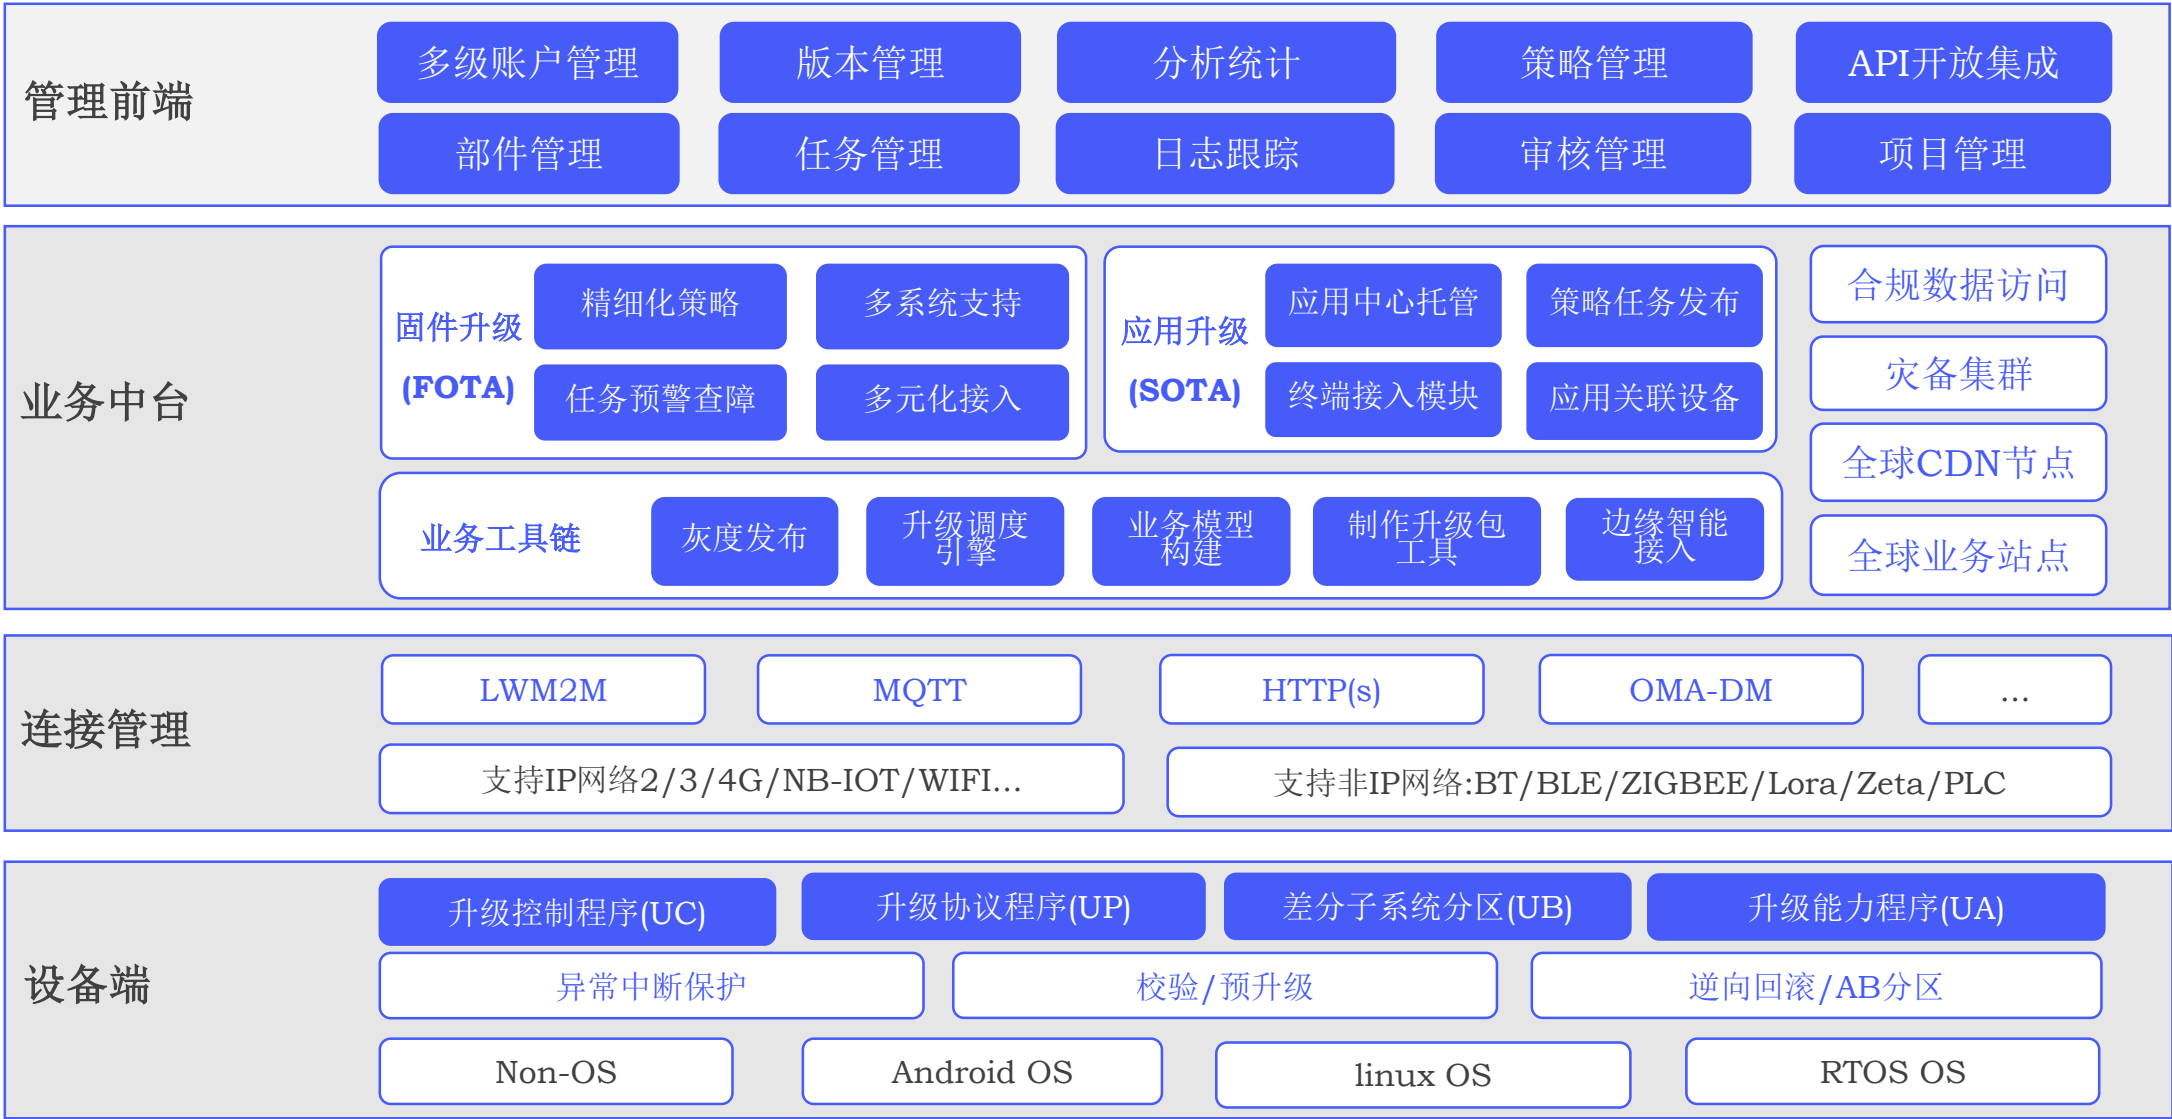 管理前端
多级账户管理
版本管理
分析统计
策略管理
API开放集成
部件管理
任务管理
日志跟踪
审核管理
项目管理
业务中台
固件升级
(FOTA)
精细化策略
多系统支持
任务预警查障
多元化接入
应用升级
(SOTA)
应用中心托管
策略任务发布
终端接入模块
应用关联设备
合规数据访问
灾备集群
全球CDN节点
全球业务站点
业务工具链
灰度发布
升级调度
引擎
业务模型
构建
制作升级包
工具
边缘智能
接入
连接管理
LWM2M
MQTT
HTTP(s)
OMA-DM
...
支持IP网络2/3/4G/NB-IOT/WIFI...
支持非IP网络:BT/BLE/ZIGBEE/Lora/Zeta/PLC
设备端
升级控制程序(UC)
升级协议程序(UP)
差分子系统分区(UB)
升级能力程序(UA)
异常中断保护
校验/预升级
逆向回滚/AB分区
Non-OS
Android OS
linux OS
RTOS OS